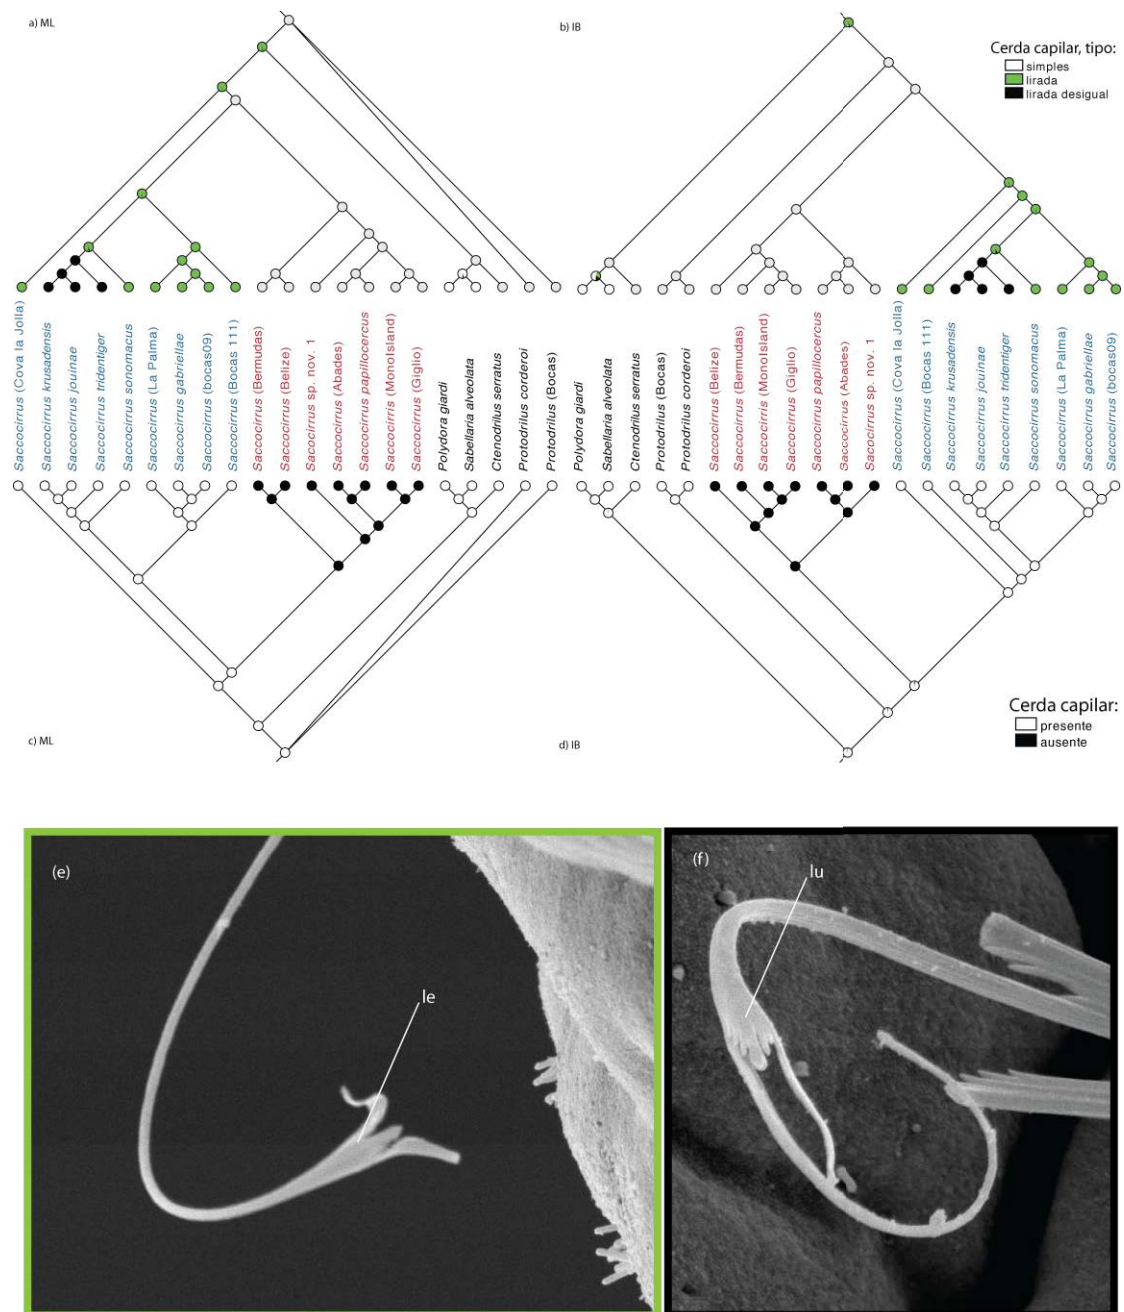 a) ML
b) IB
Cerda capilar, tipo:
simples
lirada
lirada desigual
Saccocirrus (Cova la Jolla)
Saccocirrus krusadensis
Saccocirrus jouinae
Saccocirrus tridentiger
Saccocirrus sonomacus
Saccocirrus (La Palma)
Saccocirrus gabriellae
Saccocirrus (bocas09)
Saccocirrus (Bocas 111)
Saccocirrus (Bermudas)
Saccocirrus (Belize)
Saccocirrus sp. nov. 1
Saccocirrus (Abades)
Saccocirrus papillocercus
Saccocirris (MonoIsland)
Saccocirrus (Giglio)
Polydora giardi
Sabellaria alveolata
Ctenodrilus serratus
Protodrilus corderoi
Protodrilus (Bocas)
Polydora giardi
Sabellaria alveolata
Ctenodrilus serratus
Protodrilus (Bocas)
Protodrilus corderoi
Saccocirrus (Belize)
Saccocirrus (Bermudas)
Saccocirris (MonoIsland)
Saccocirrus (Giglio)
Saccocirrus papillocercus
Saccocirrus (Abades)
Saccocirrus sp. nov. 1
Saccocirrus (Cova la Jolla)
Saccocirrus (Bocas 111)
Saccocirrus krusadensis
Saccocirrus jouinae
Saccocirrus tridentiger
Saccocirrus sonomacus
Saccocirrus (La Palma)
Saccocirrus gabriellae
Saccocirrus (bocas09)
c) ML
d) IB
Cerda capilar:
presente
ausente
(e)
le
(f)
lu